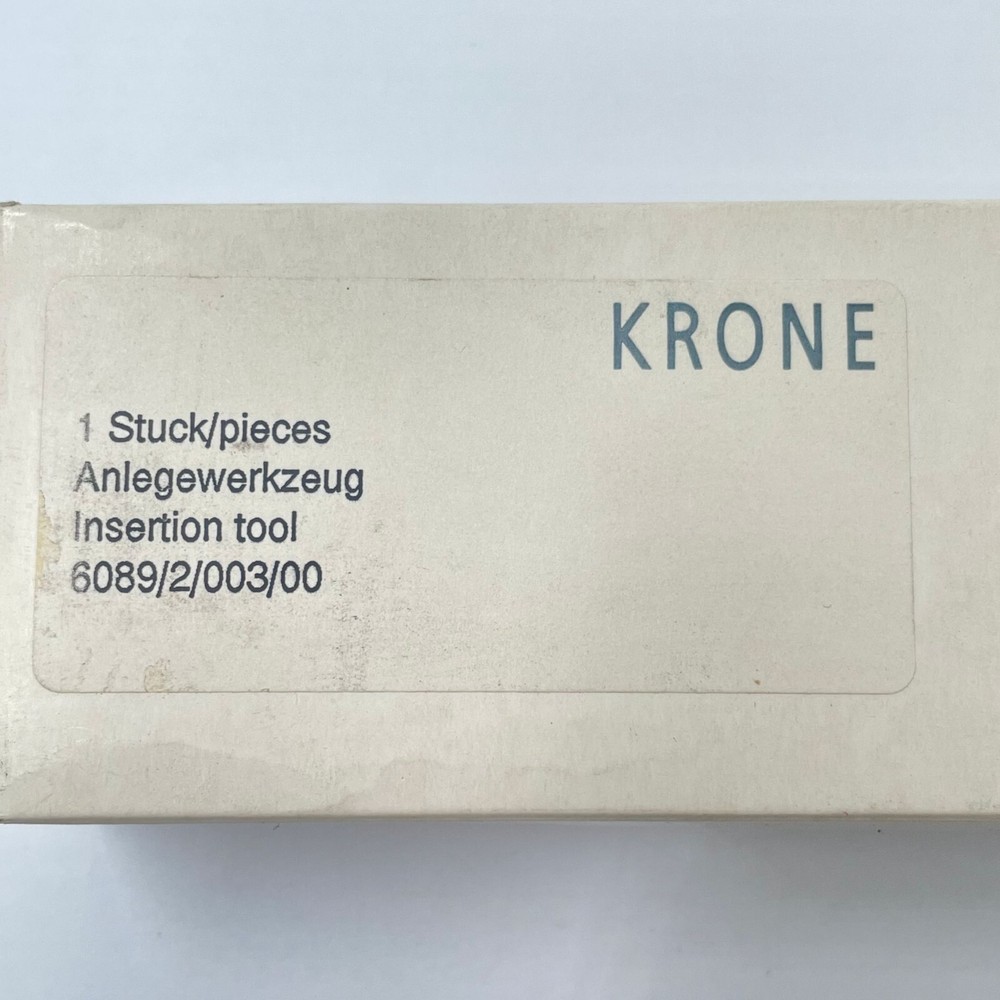 KRONE
1 Stuck/pieces
Anlegewerkzeug
Insertion tool
6089/2/003/00